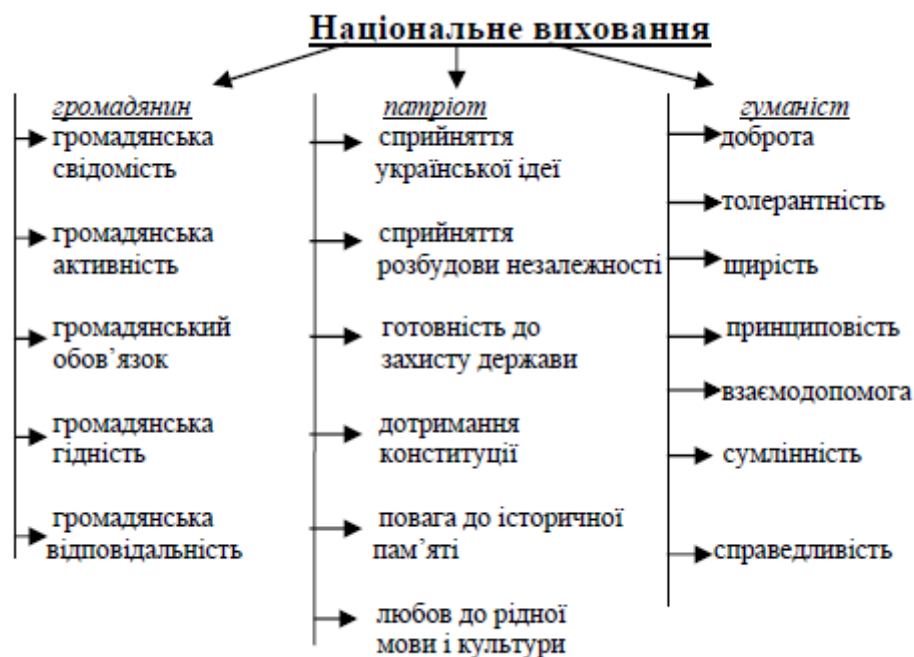 Національне виховання
громадянин
громадянська
свідомість
громадянська
активність
громадянський
обов’язок
громадянська
гідність
громадянська
відповідальність
патріот
сприйняття
української ідеї
сприйняття
розбудови незалежності
готовність до
захисту держави
дотримання
конституції
повага до історичної
пам’яті
любов до рідної
мови і культури
гуманіст
доброта
толерантність
щирість
принциповість
взаємодопомога
сумлінність
справедливість